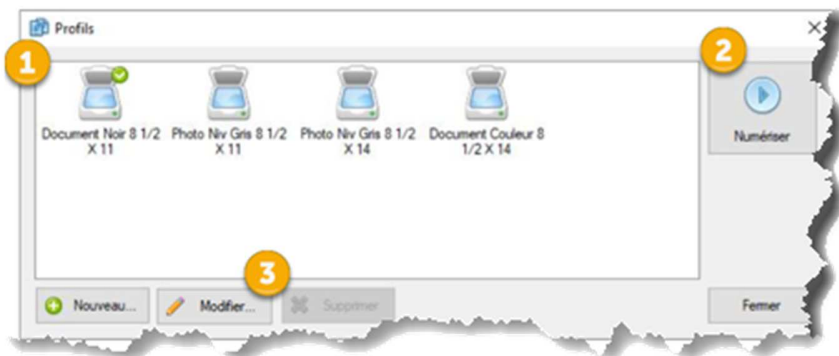 Profils
1
2
Document Noir 8 1/2
X 11
Photo Niv Gris 8 1/2
X 11
Photo Niv Gris 8 1/2
X 14
Document Couleur 8
1/2 X 14
Numériser
3
Nouveau...
Modifier...
Supprimer
Fermer